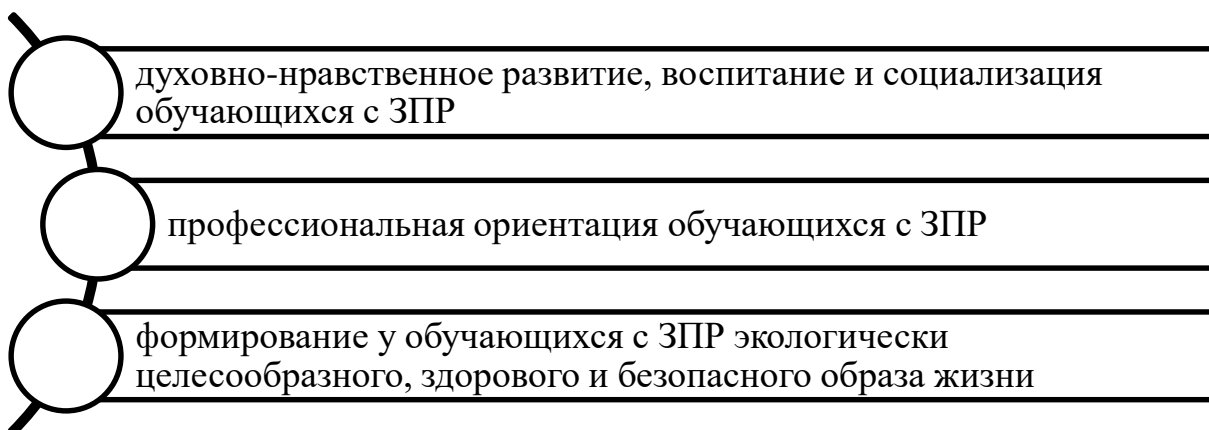 духовно-нравственное развитие, воспитание и социализация
обучающихся с ЗПР
профессиональная ориентация обучающихся с ЗПР
формирование у обучающихся с ЗПР экологически
целесообразного, здорового и безопасного образа жизни